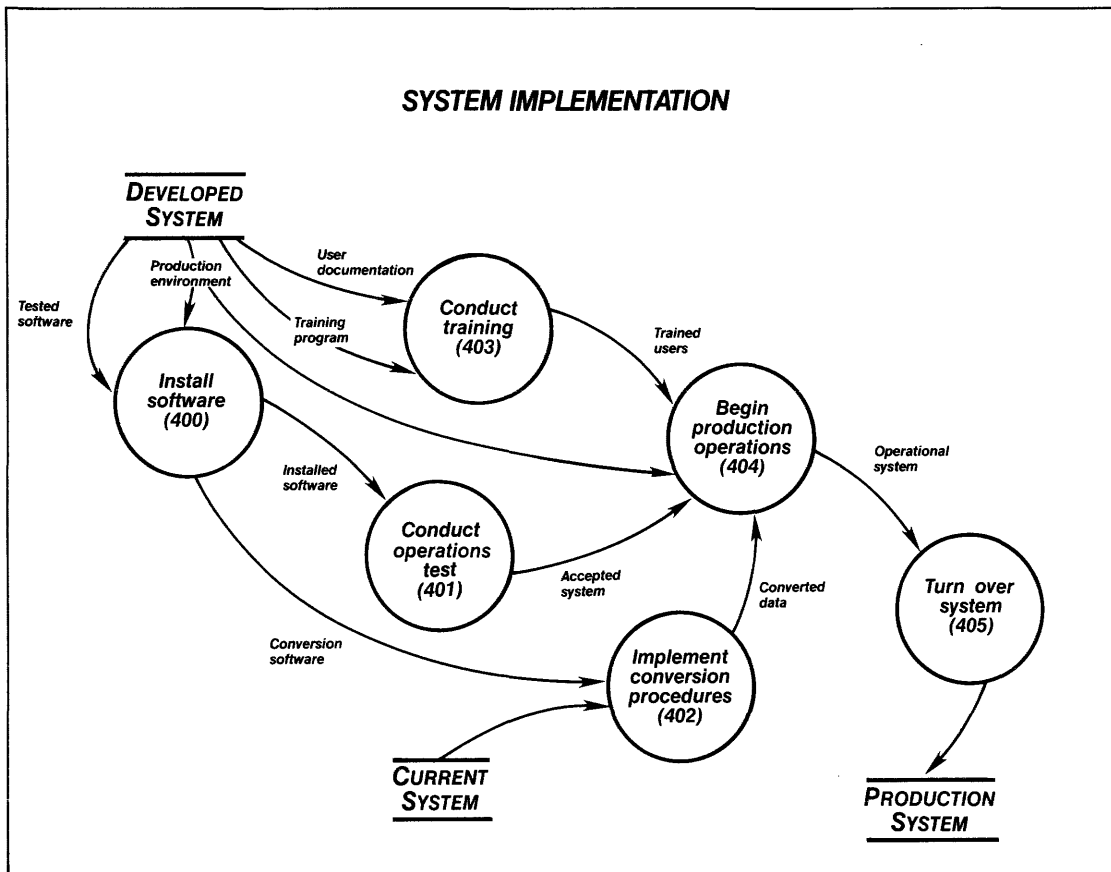 SYSTEM IMPLEMENTATION
DEVELOPED
SYSTEM
Tested
software
Production
environment
User
documentation
Training
program
Conduct
training
(403)
Trained
users
Install
software
(400)
Begin
production
operations
(404)
Operational
system
Installed
software
Conduct
operations
test
(401)
Accepted
system
Converted
data
Turn over
system
(405)
Conversion
software
Implement
conversion
procedures
(402)
CURRENT
SYSTEM
PRODUCTION
SYSTEM